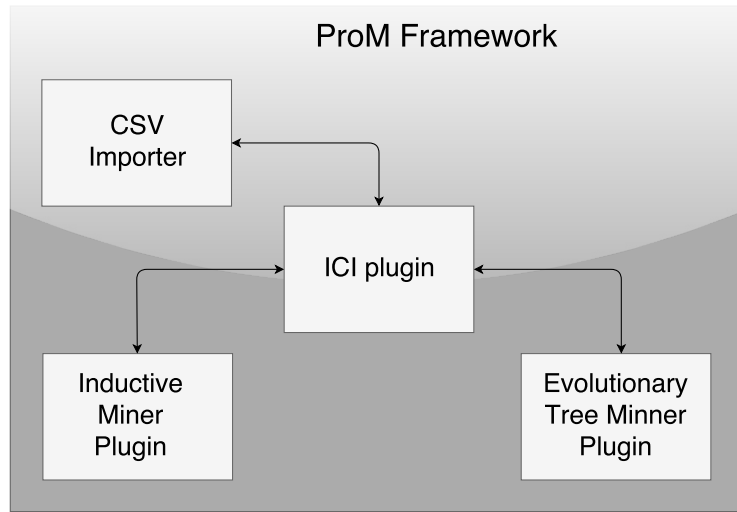 ProM Framework
CSV
Importer
ICI plugin
Inductive
Miner
Plugin
Evolutionary
Tree Minner
Plugin